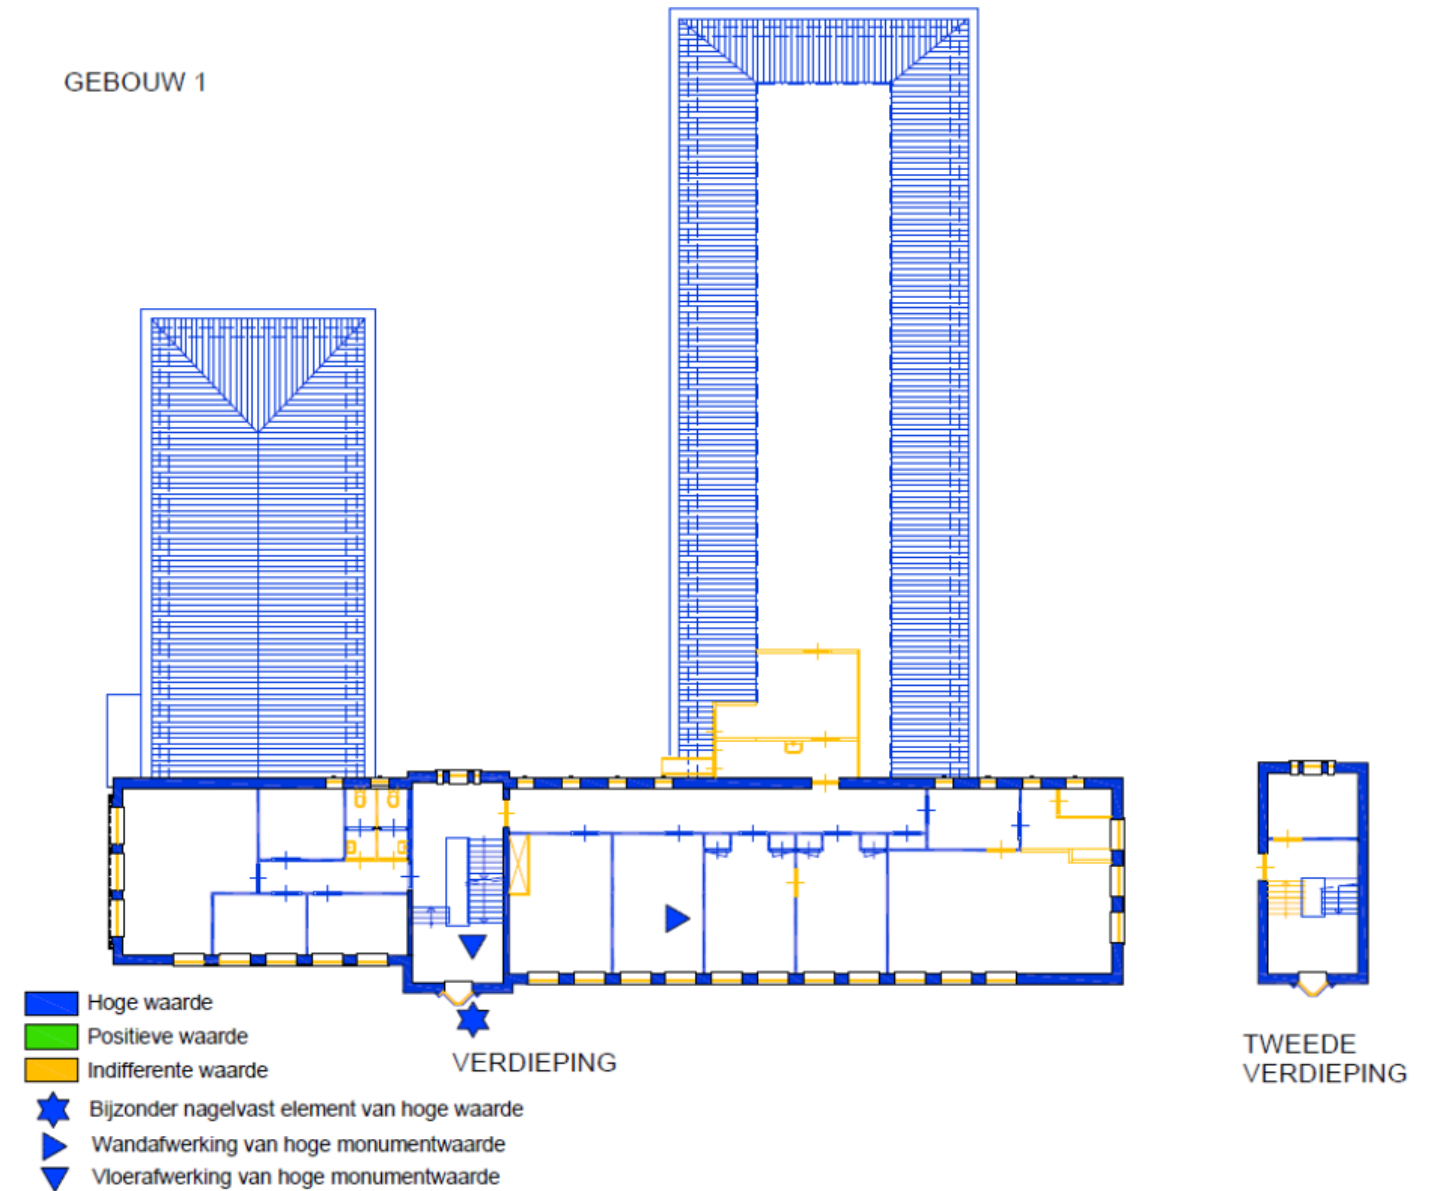 GEBOUW 1
Hoge waarde
Positieve waarde
Indifferente waarde
Bijzonder nagelvast element van hoge waarde
Wandafwerking van hoge monumentwaarde
Vloerafwerking van hoge monumentwaarde
VERDIEPING
TWEEDE
VERDIEPING